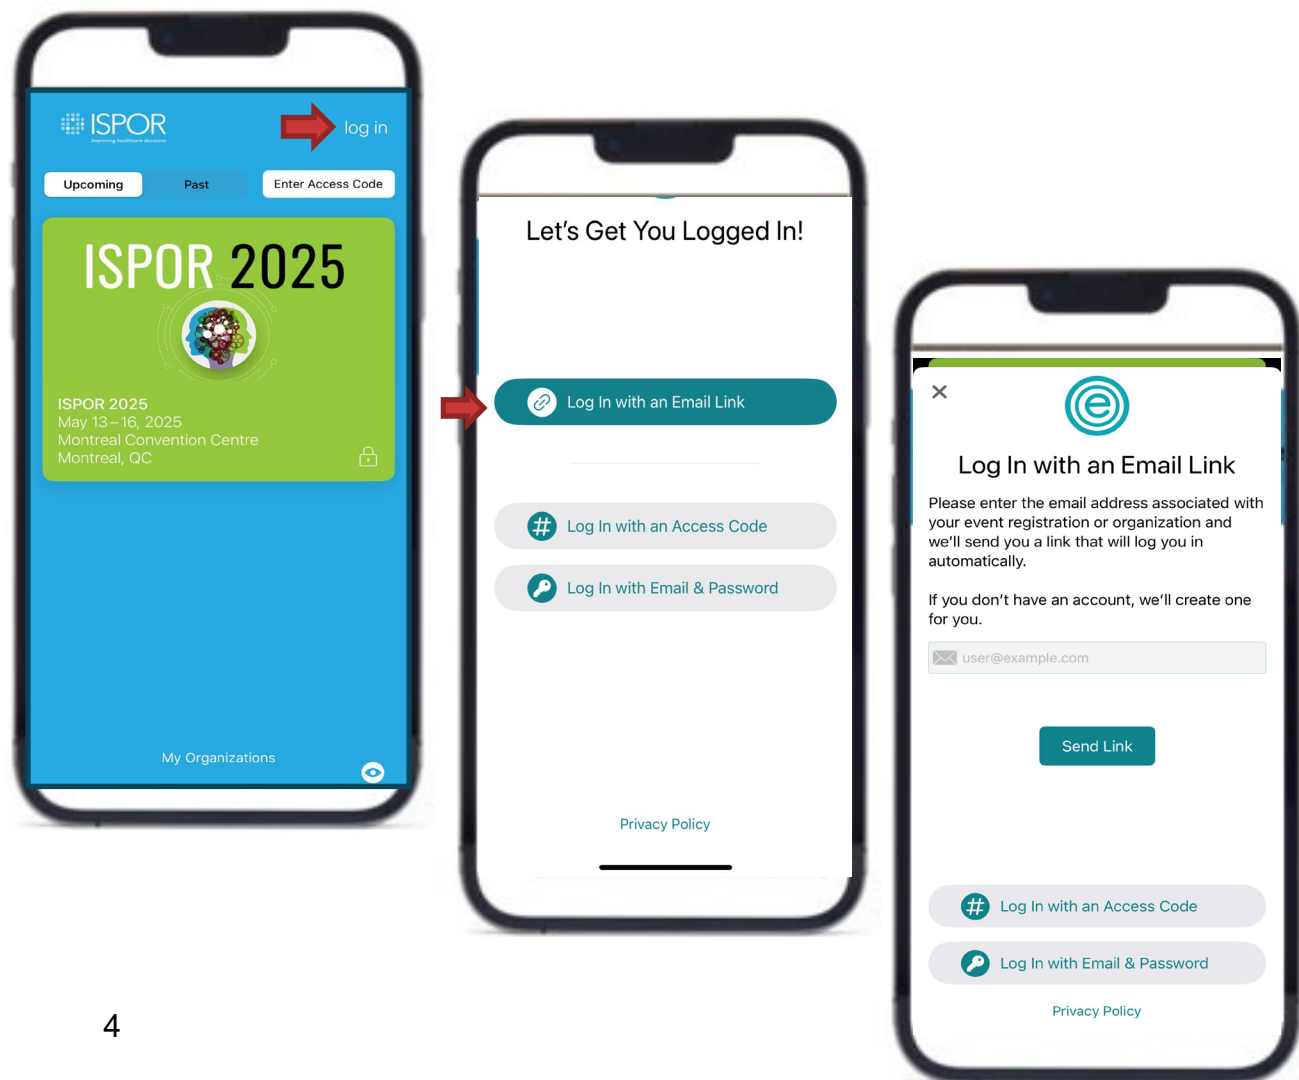 ISPOR
Improving healthcare decisions
log in
Upcoming
Past
Enter Access Code
ISPOR 2025
ISPOR 2025
May 13–16, 2025
Montreal Convention Centre
Montreal, QC
My Organizations
Let's Get You Logged In!
Log In with an Email Link
# Log In with an Access Code
Log In with Email & Password
Privacy Policy
e
Log In with an Email Link
Please enter the email address associated with
your event registration or organization and
we'll send you a link that will log you in
automatically.
If you don't have an account, we'll create one
for you.
user@example.com
Send Link
# Log In with an Access Code
Log In with Email & Password
Privacy Policy
4